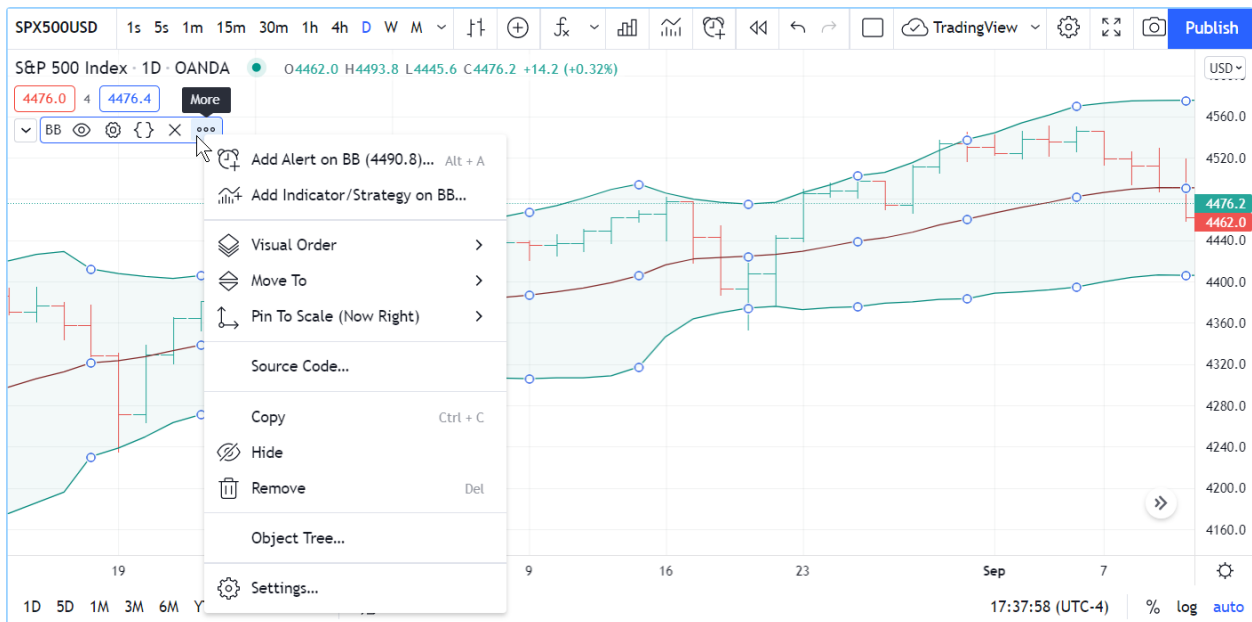 SPX500USD 1s 5s 1m 15m 30m 1h 4h D W M TradingView Publish
S&P 500 Index · 1D · OANDA O4462.0 H4493.8 L4445.6 C4476.2 +14.2 (+0.32%) USD
4476.0 4 4476.4 More
BB
Add Alert on BB (4490.8)... Alt + A
Add Indicator/Strategy on BB...
Visual Order
Move To
Pin To Scale (Now Right)
Source Code...
Copy Ctrl + C
Hide
Remove Del
Object Tree...
Settings...
4560.0
4520.0
4476.2
4462.0
4440.0
4400.0
4360.0
4320.0
4280.0
4240.0
4200.0
4160.0
19 9 16 23 Sep 7
1D 5D 1M 3M 6M 17:37:58 (UTC-4) % log auto